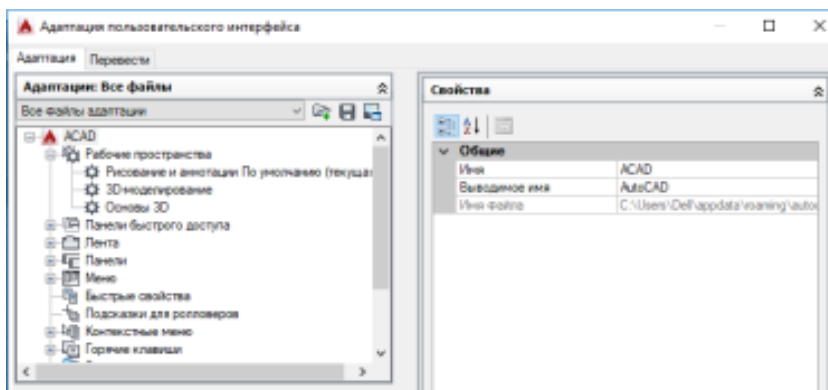 Адаптация пользовательского интерфейса
Адаптация Перевести
Адаптации: Все файлы
Все файлы адаптации
ACAD
Рабочие пространства
Рисование и аннотации По умолчанию (текущая
3D-моделирование
Основы 3D
Панели быстрого доступа
Лента
Панели
Меню
Быстрые свойства
Подсказки для ролловеров
Контекстные меню
Горячие клавиши
Свойства
Общие
Имя ACAD
Выводимое имя AutoCAD
Имя файла C:\Users\Dell\appdata\roaming\autod